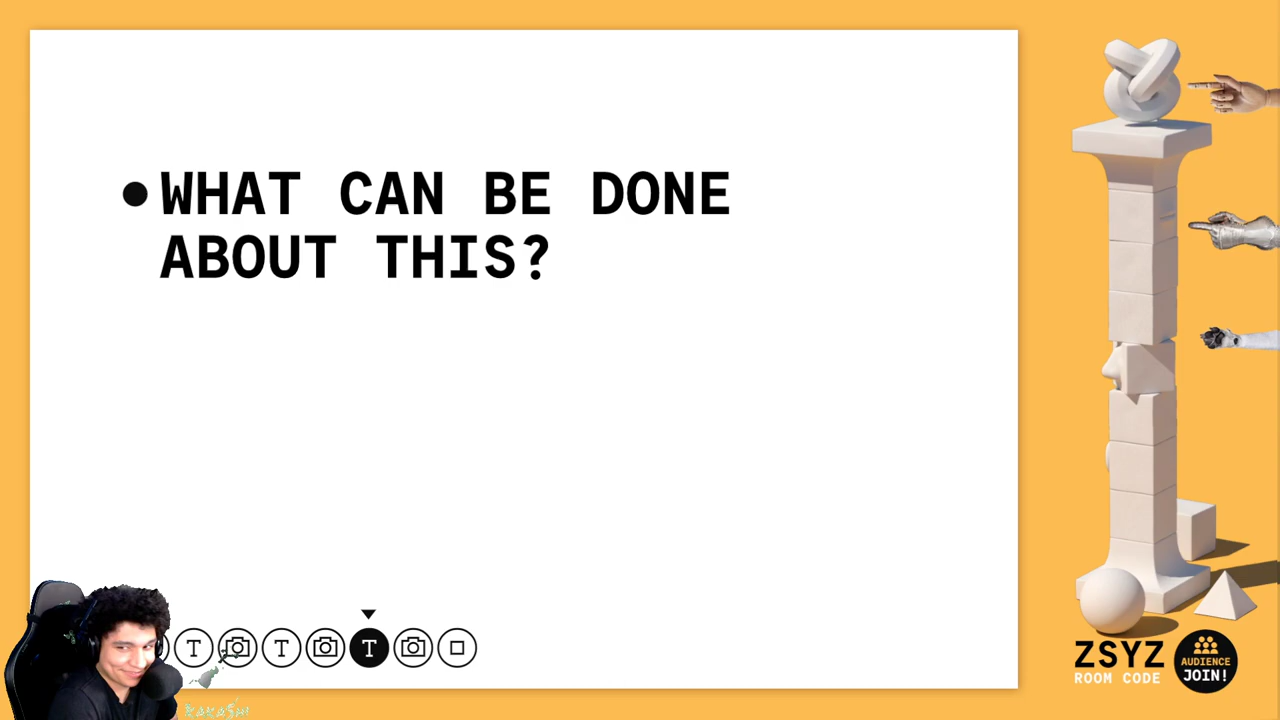 WHAT CAN BE DONE
ABOUT THIS?
T
T
T
ZSYZ
ROOM CODE
AUDIENCE
JOIN!